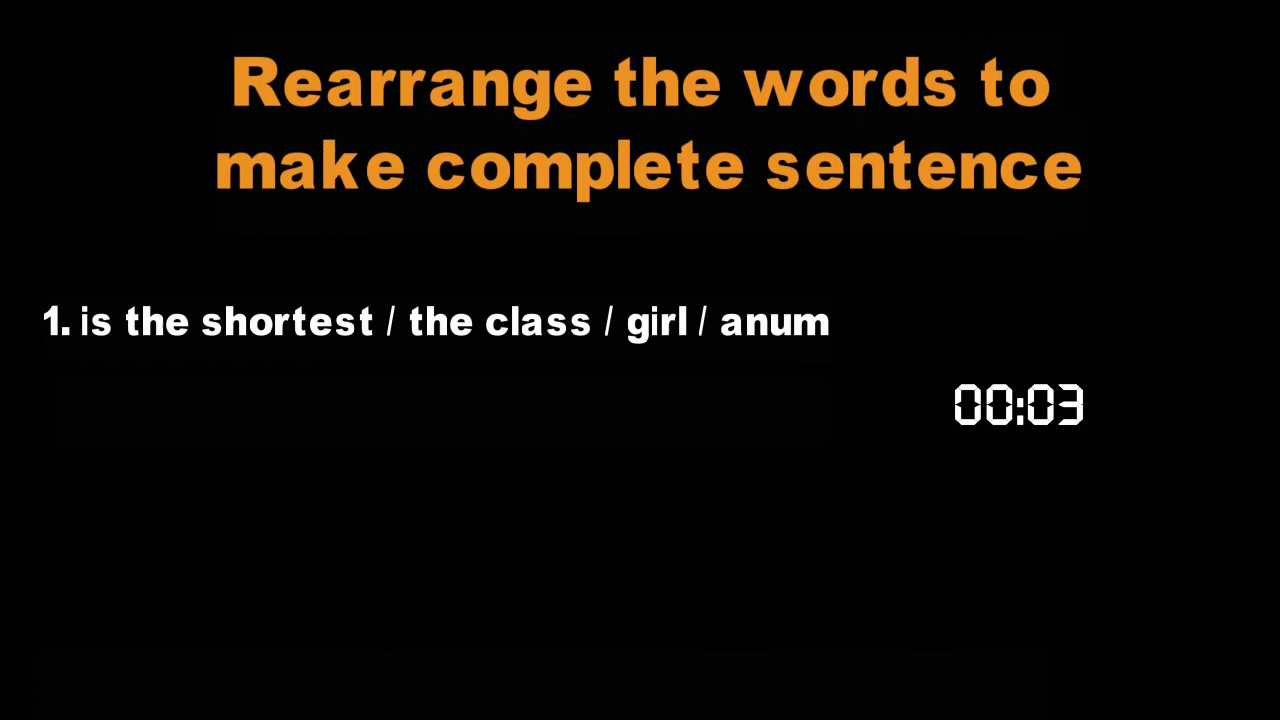 Rearrange the words to
make complete sentence
1. is the shortest / the class / girl / anum
00:03